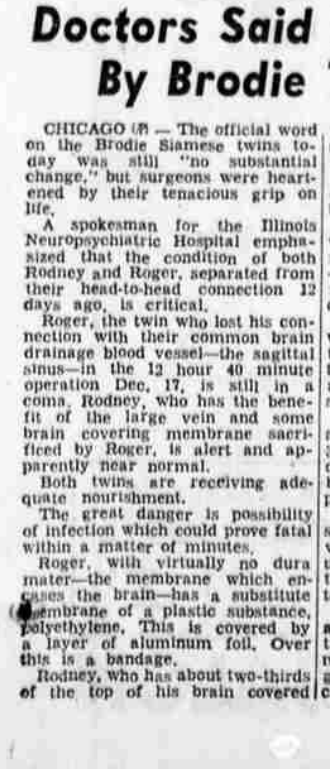 Doctors Said
By Brodie
CHICAGO (AP) — The official word
on the Brodie Siamese twins to-
day was still "no substantial
change," but surgeons were heart-
ened by their tenacious grip on
life.
A spokesman for the Illinois
Neuropsychiatric Hospital empha-
sized that the condition of both
Rodney and Roger, separated from
their head-to-head connection 12
days ago, is critical.
Roger, the twin who lost his con-
nection with their common brain
drainage blood vessel—the sagittal
sinus—in the 12 hour 40 minute
operation Dec. 17, is still in a
coma. Rodney, who has the bene-
fit of the large vein and some
brain covering membrane sacri-
ficed by Roger, is alert and ap-
parently near normal.
Both twins are receiving ade-
quate nourishment.
The great danger is possibility
of infection which could prove fatal
within a matter of minutes.
Roger, with virtually no dura
mater—the membrane which en-
cases the brain—has a substitute
membrane of a plastic substance,
polyethylene. This is covered by
a layer of aluminum foil. Over
this is a bandage.
Rodney, who has about two-thirds
of the top of his brain covered